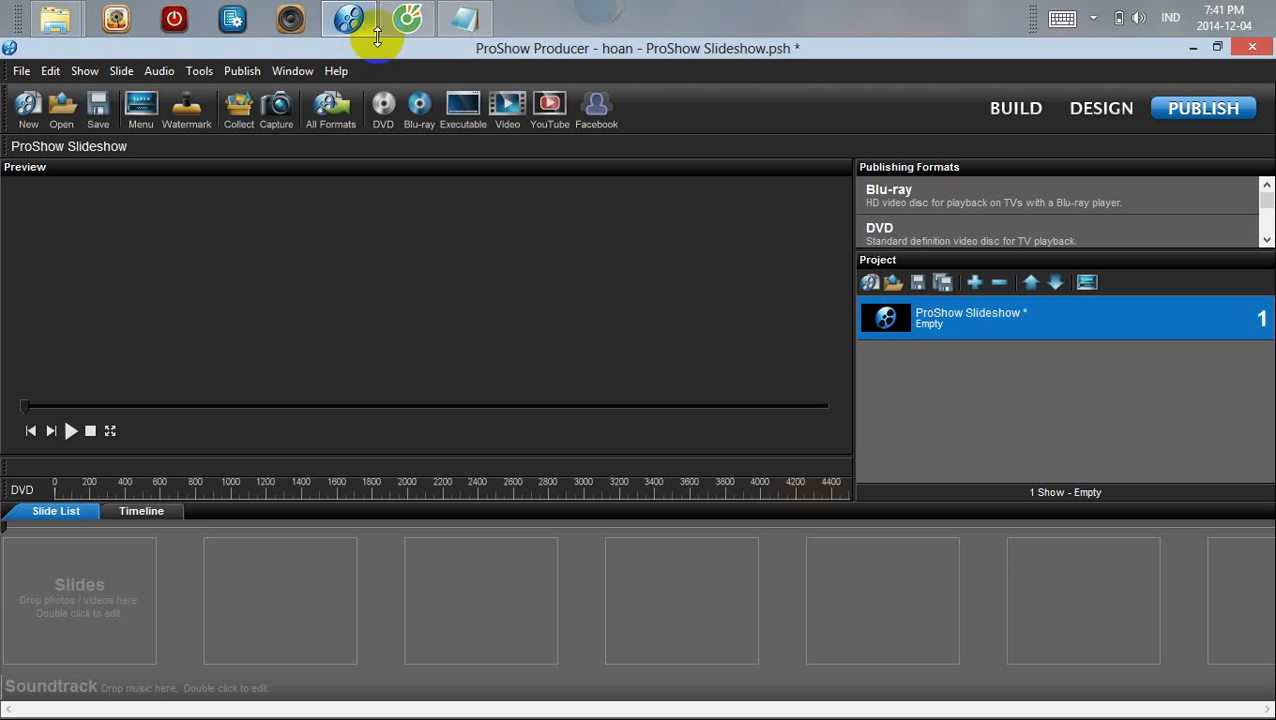 7:41 PM
IND
2014-12-04
ProShow Producer - hoan - ProShow Slideshow.psh *
File Edit Show Slide Audio Tools Publish Window Help
New Open Save Menu Watermark Collect Capture All Formats DVD Blu-ray Executable Video YouTube Facebook
BUILD DESIGN PUBLISH
ProShow Slideshow
Preview
Publishing Formats
Blu-ray
HD video disc for playback on TVs with a Blu-ray player.
DVD
Standard definition video disc for TV playback.
Project
ProShow Slideshow *
Empty
1
DVD 0 200 400 600 800 1000 1200 1400 1600 1800 2000 2200 2400 2600 2800 3000 3200 3400 3600 3800 4000 4200 4400
1 Show - Empty
Slide List Timeline
Slides
Drop photos / videos here.
Double click to edit
Soundtrack Drop music here. Double click to edit.